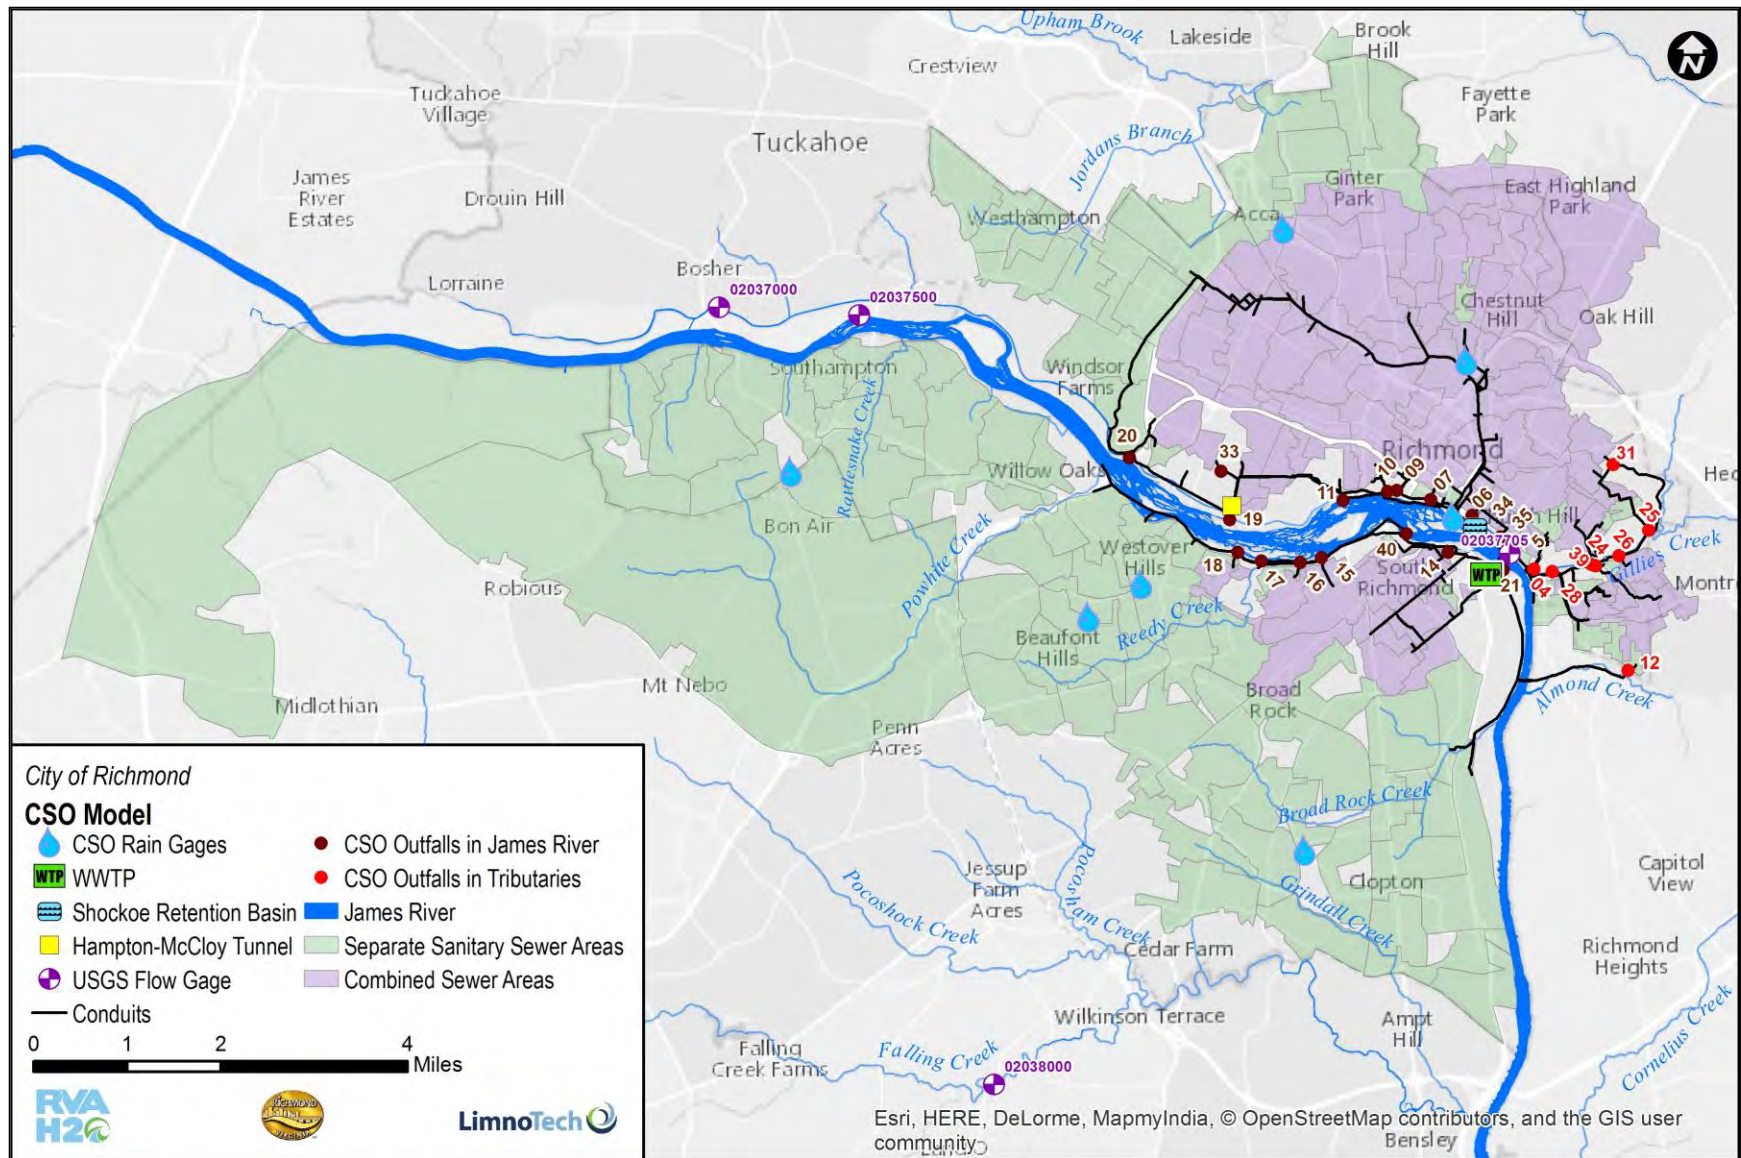 Upham Brook
Lakeside
Brook
Hill
Crestview
N
Tuckahoe
Village
Fayette
Park
Tuckahoe
Jordans Branch
James
River
Estates
Drouin Hill
Ginter
Park
East Highland
Park
Westhampton
Acca
Bosher
Lorraine
02037000
02037500
Chestnut
Hill
Oak Hill
Southampton
Windsor
Farms
Rattlesnake Creek
20
33
Richmond
31
Willow Oaks
10
09
07
11
06
34
35
25
Bon Air
19
Hill
Creek
Westover
Hills
40
02037705
5
24
26
39
18
17
16
15
14
South
Richmond
WTP
21
04
28
Montr
Robious
Powhite Creek
Reedy Creek
Beaufont
Hills
12
Mt Nebo
Broad
Rock
Almond Creek
Midlothian
Penn
Acres
Broad Rock Creek
Pocoshock Creek
Jessup
Farm
Acres
Pocosham Creek
Clopton
Grindall Creek
Capitol
View
Cedar Farm
Richmond
Heights
Wilkinson Terrace
Ampt
Hill
Falling
Creek Farms
Falling Creek
02038000
Cornelius Creek
Bensley
City of Richmond
CSO Model
CSO Rain Gages
CSO Outfalls in James River
WTP WWTP
CSO Outfalls in Tributaries
Shockoe Retention Basin
James River
Hampton-McCloy Tunnel
Separate Sanitary Sewer Areas
USGS Flow Gage
Combined Sewer Areas
Conduits
0 1 2 4
Miles
RVA
H2O
RICHMOND
VIRGINIA
LimnoTech
Esri, HERE, DeLorme, MapmyIndia, © OpenStreetMap contributors, and the GIS user
community